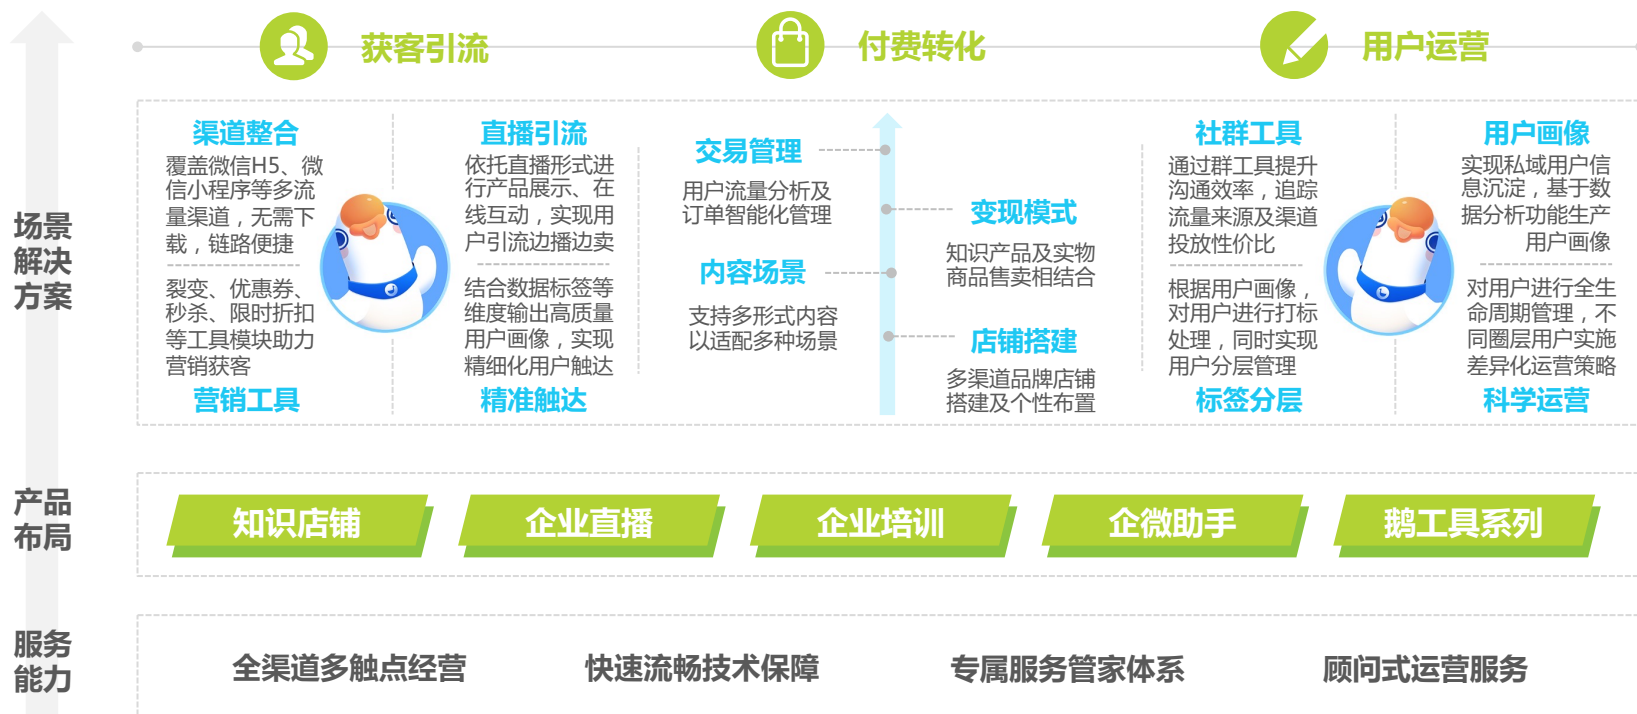 获客引流
付费转化
用户运营
场景
解决
方案
渠道整合
覆盖微信H5、微
信小程序等多流
量渠道，无需下
载，链路便捷
裂变、优惠券、
秒杀、限时折扣
等工具模块助力
营销获客
营销工具
直播引流
依托直播形式进
行产品展示、在
线互动，实现用
户引流边播边卖
结合数据标签等
维度输出高质量
用户画像，实现
精细化用户触达
精准触达
交易管理
用户流量分析及
订单智能化管理
变现模式
知识产品及实物
商品售卖相结合
内容场景
支持多形式内容
以适配多种场景
店铺搭建
多渠道品牌店铺
搭建及个性布置
社群工具
通过群工具提升
沟通效率，追踪
流量来源及渠道
投放性价比
根据用户画像，
对用户进行打标
处理，同时实现
用户分层管理
标签分层
用户画像
实现私域用户信
息沉淀，基于数
据分析功能生产
用户画像
对用户进行全生
命周期管理，不
同圈层用户实施
差异化运营策略
科学运营
产品
布局
知识店铺
企业直播
企业培训
企微助手
鹅工具系列
服务
能力
全渠道多触点经营
快速流畅技术保障
专属服务管家体系
顾问式运营服务